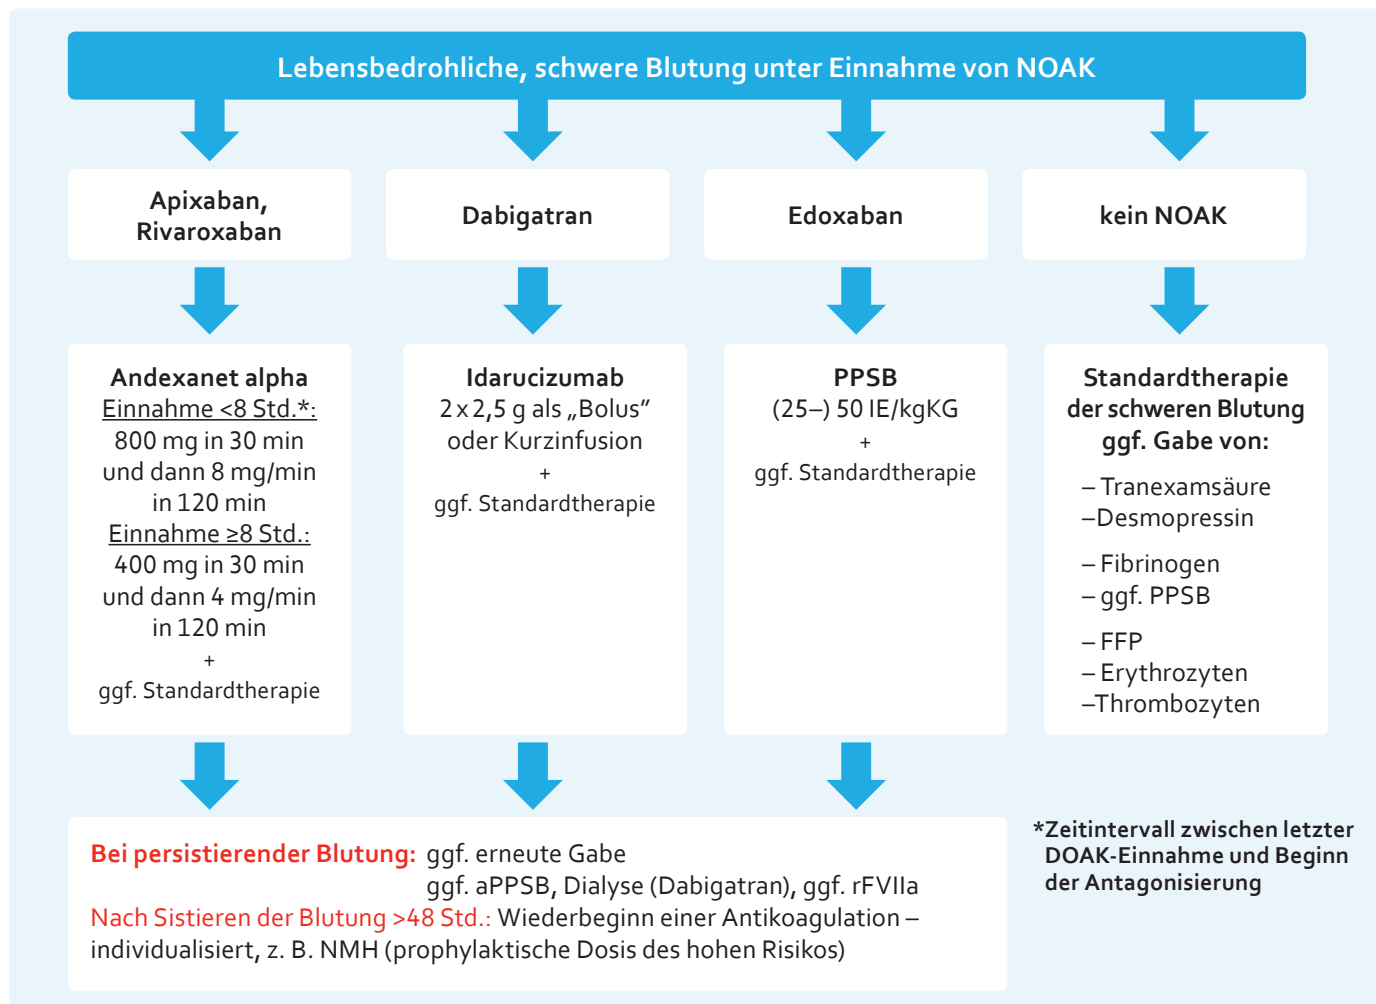 Lebensbedrohliche, schwere Blutung unter Einnahme von NOAK
Apixaban,
Rivaroxaban
Dabigatran
Edoxaban
kein NOAK
Andexanet alpha
Einnahme <8 Std.*:
800 mg in 30 min
und dann 8 mg/min
in 120 min
Einnahme ≥8 Std.:
400 mg in 30 min
und dann 4 mg/min
in 120 min
+
ggf. Standardtherapie
Idarucizumab
2 x 2,5 g als „Bolus”
oder Kurzinfusion
+
ggf. Standardtherapie
PPSB
(25–) 50 IE/kgKG
+
ggf. Standardtherapie
Standardtherapie
der schweren Blutung
ggf. Gabe von:
– Tranexamsäure
–Desmopressin
– Fibrinogen
– ggf. PPSB
– FFP
– Erythrozyten
–Thrombozyten
Bei persistierender Blutung: ggf. erneute Gabe
ggf. aPPSB, Dialyse (Dabigatran), ggf. rFVIIa
Nach Sistieren der Blutung >48 Std.: Wiederbeginn einer Antikoagulation –
individualisiert, z. B. NMH (prophylaktische Dosis des hohen Risikos)
*Zeitintervall zwischen letzter
DOAK-Einnahme und Beginn
der Antagonisierung